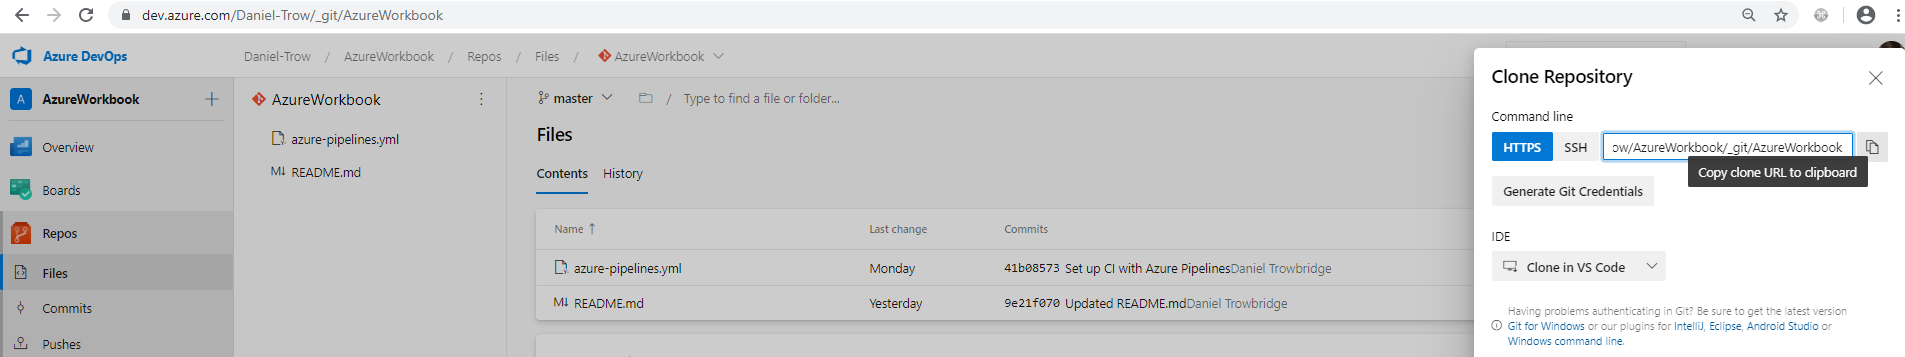 dev.azure.com/Daniel-Trow/_git/AzureWorkbook
Azure DevOps
Daniel-Trow / AzureWorkbook / Repos / Files / AzureWorkbook
A AzureWorkbook
Overview
Boards
Repos
Files
Commits
Pushes
AzureWorkbook
azure-pipelines.yml
README.md
master / Type to find a file or folder...
Files
Contents History
Name ↑ Last change Commits
azure-pipelines.yml Monday 41b08573 Set up CI with Azure PipelinesDaniel Trowbridge
README.md Yesterday 9e21f070 Updated README.mdDaniel Trowbridge
Clone Repository
Command line
HTTPS SSH ow/AzureWorkbook/_git/AzureWorkbook
Copy clone URL to clipboard
Generate Git Credentials
IDE
Clone in VS Code
Having problems authenticating in Git? Be sure to get the latest version
Git for Windows or our plugins for IntelliJ, Eclipse, Android Studio or
Windows command line.